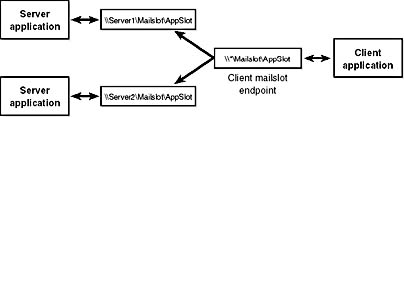 Server
application
\\Server1\Mailslot\AppSlot
\\*\Mailslot\AppSlot
Client
application
Client mailslot
endpoint
Server
application
\\Server2\Mailslot\AppSlot